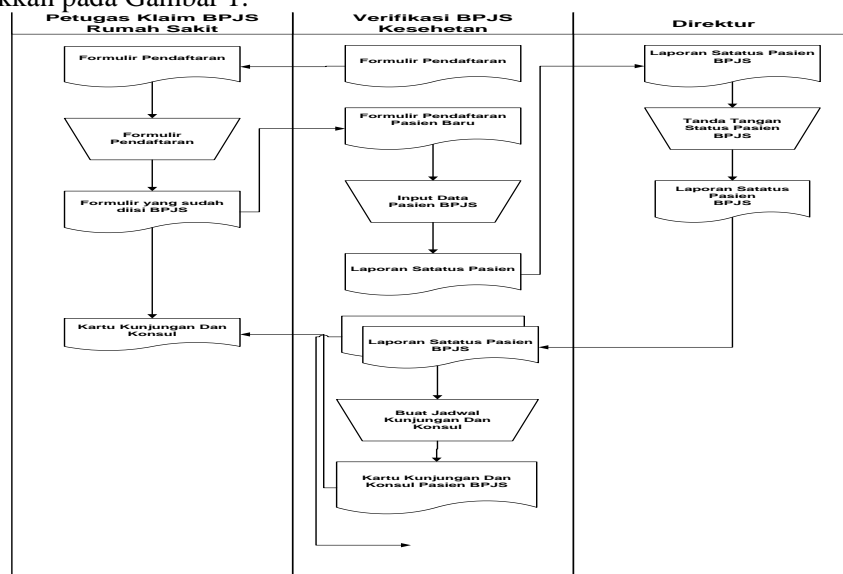 kkan pada Gambar 1.
Petugas Klaim BPJS
Rumah Sakit
Verifikasi BPJS
Kesehetan
Direktur
Formulir Pendaftaran
Formulir
Pendaftaran
Formulir yang sudah
diisi BPJS
Kartu Kunjungan Dan
Konsul
Formulir Pendaftaran
Formulir Pendaftaran
Pasien Baru
Input Data
Pasien BPJS
Laporan Satatus Pasien
Laporan Satatus Pasien
BPJS
Buat Jadwal
Kunjungan Dan
Konsul
Kartu Kunjungan Dan
Konsul Pasien BPJS
Laporan Satatus Pasien
BPJS
Tanda Tangan
Status Pasien
BPJS
Laporan Satatus
Pasien
BPJS